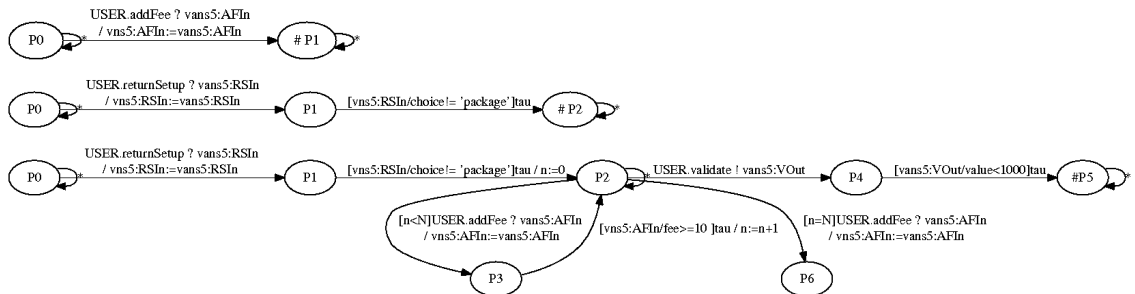 USER.addFee ? vans5:AFIn
/ vns5:AFIn:=vans5:AFIn
P0
*
# P1
*
USER.returnSetup ? vans5:RSIn
/ vns5:RSIn:=vans5:RSIn
P0
*
P1
[vns5:RSIn/choice!= 'package']tau
# P2
*
USER.returnSetup ? vans5:RSIn
/ vns5:RSIn:=vans5:RSIn
P0
*
P1
[vns5:RSIn/choice!= 'package']tau / n:=0
P2
*
USER.validate ! vans5:VOut
P4
[vans5:VOut/value<1000]tau
#P5
*
[n<N]USER.addFee ? vans5:AFIn
/ vns5:AFIn:=vans5:AFIn
[vns5:AFIn/fee>=10 ]tau / n:=n+1
[n=N]USER.addFee ? vans5:AFIn
/ vns5:AFIn:=vans5:AFIn
P3
P6